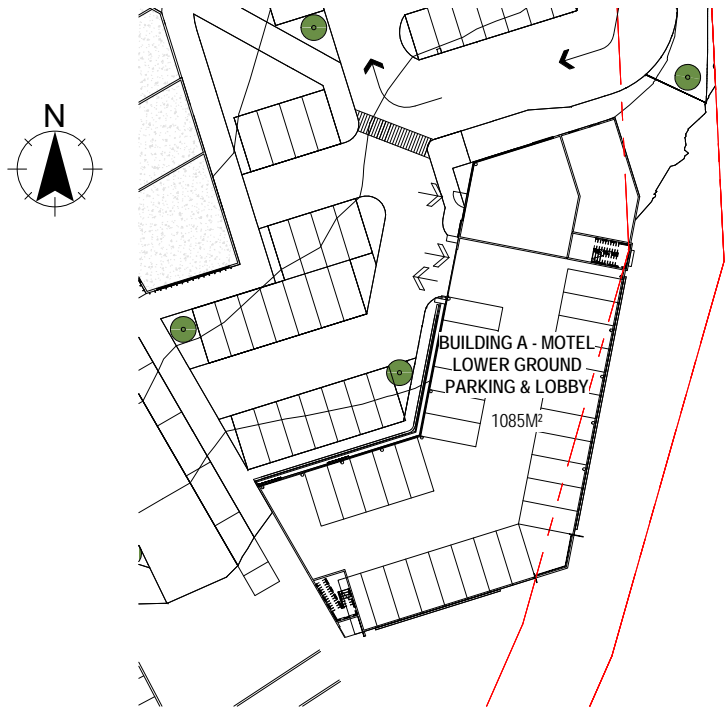 N
BUILDING A - MOTEL
LOWER GROUND
PARKING & LOBBY
1085M²